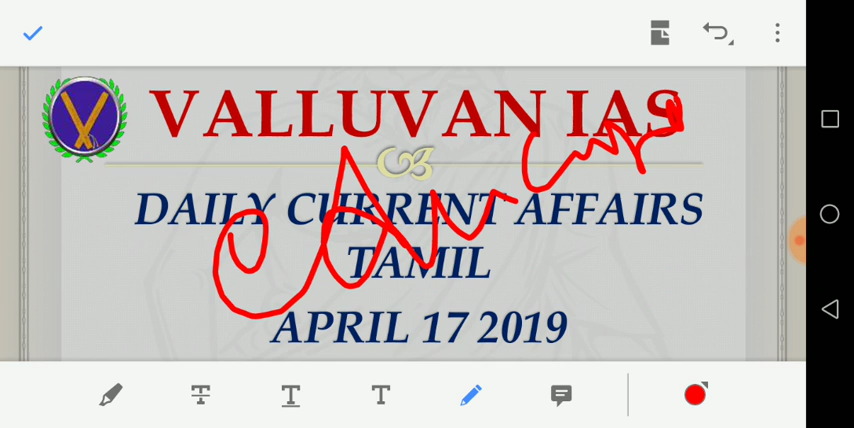 VALLUVAN IAS
DAILY CURRENT AFFAIRS
TAMIL
APRIL 17 2019